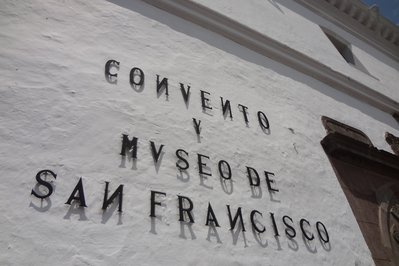 CONVENTO
Y
MVSEO DE
SAN FRANCISCO